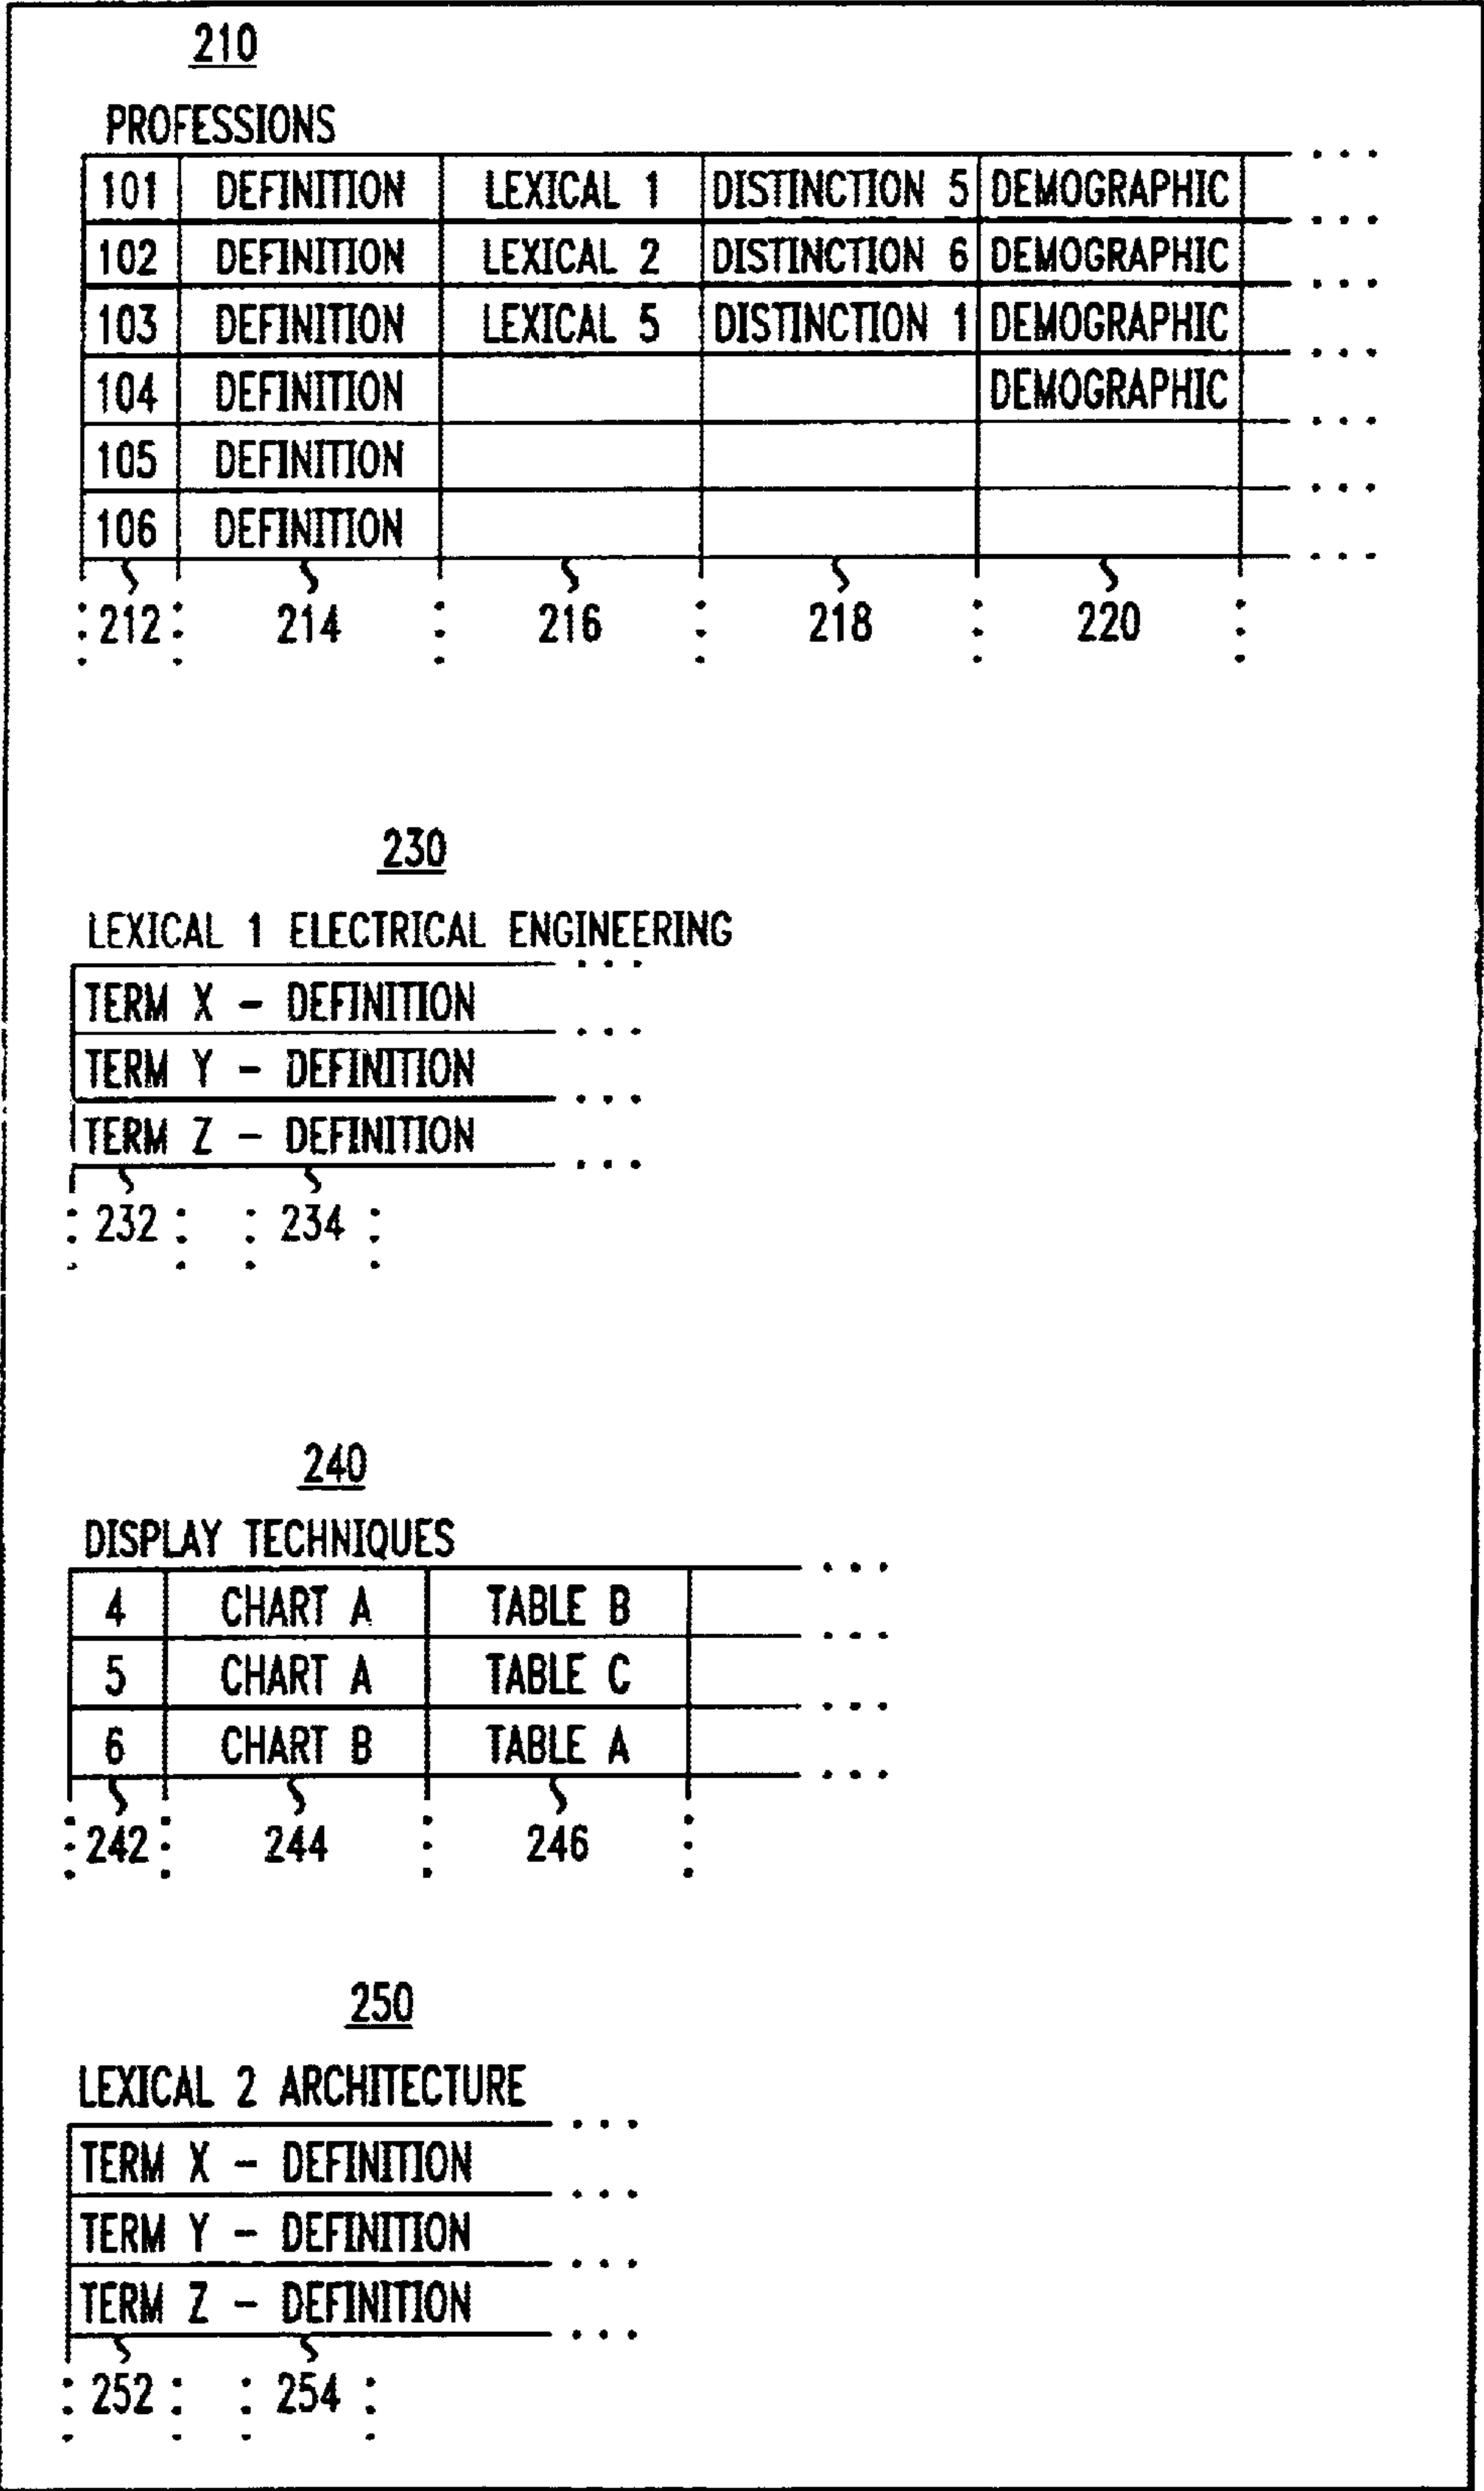 210
PROFESSIONS
101 DEFINITION LEXICAL 1 DISTINCTION 5 DEMOGRAPHIC . . .
102 DEFINITION LEXICAL 2 DISTINCTION 6 DEMOGRAPHIC . . .
103 DEFINITION LEXICAL 5 DISTINCTION 1 DEMOGRAPHIC . . .
104 DEFINITION DEMOGRAPHIC . . .
105 DEFINITION . . .
106 DEFINITION . . .
212 214 216 218 220
230
LEXICAL 1 ELECTRICAL ENGINEERING
TERM X - DEFINITION . . .
TERM Y - DEFINITION . . .
TERM Z - DEFINITION . . .
232 234
240
DISPLAY TECHNIQUES
4 CHART A TABLE B . . .
5 CHART A TABLE C . . .
6 CHART B TABLE A . . .
242 244 246
250
LEXICAL 2 ARCHITECTURE
TERM X - DEFINITION . . .
TERM Y - DEFINITION . . .
TERM Z - DEFINITION . . .
252 254